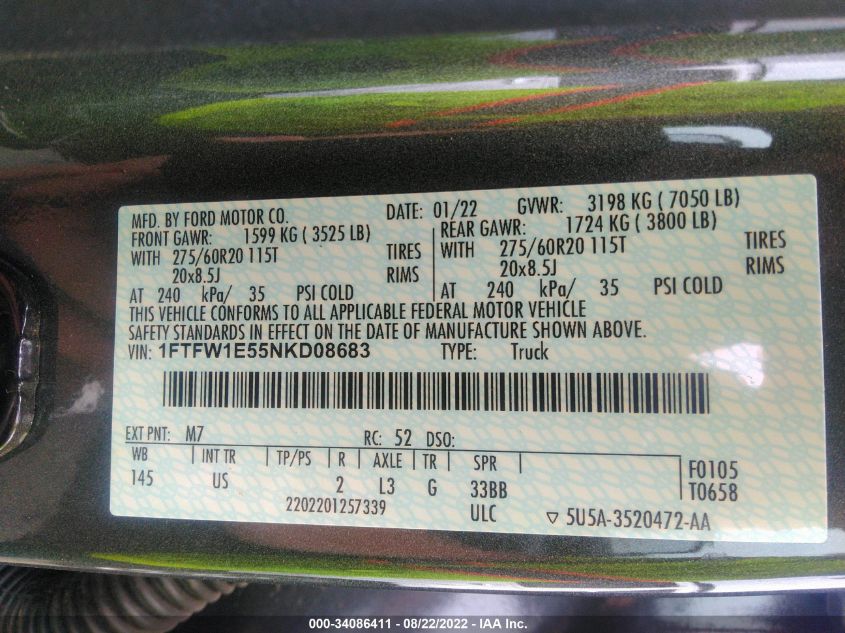 MFD. BY FORD MOTOR CO. DATE: 01/22 GVWR: 3198 KG ( 7050 LB)
FRONT GAWR: 1599 KG ( 3525 LB) REAR GAWR: 1724 KG ( 3800 LB)
WITH 275/60R20 115T TIRES WITH 275/60R20 115T TIRES
20x8.5J RIMS 20x8.5J RIMS
AT 240 kPa/ 35 PSI COLD AT 240 kPa/ 35 PSI COLD
THIS VEHICLE CONFORMS TO ALL APPLICABLE FEDERAL MOTOR VEHICLE
SAFETY STANDARDS IN EFFECT ON THE DATE OF MANUFACTURE SHOWN ABOVE.
VIN: 1FTFW1E55NKD08683 TYPE: Truck
EXT PNT: M7 RC: 52 DSO:
WB INT TR TP/PS R AXLE TR SPR F0105
145 US 2 L3 G 33BB T0658
2202201257339 ULC ▽ 5U5A-3520472-AA
000-34086411 - 08/22/2022 - IAA Inc.